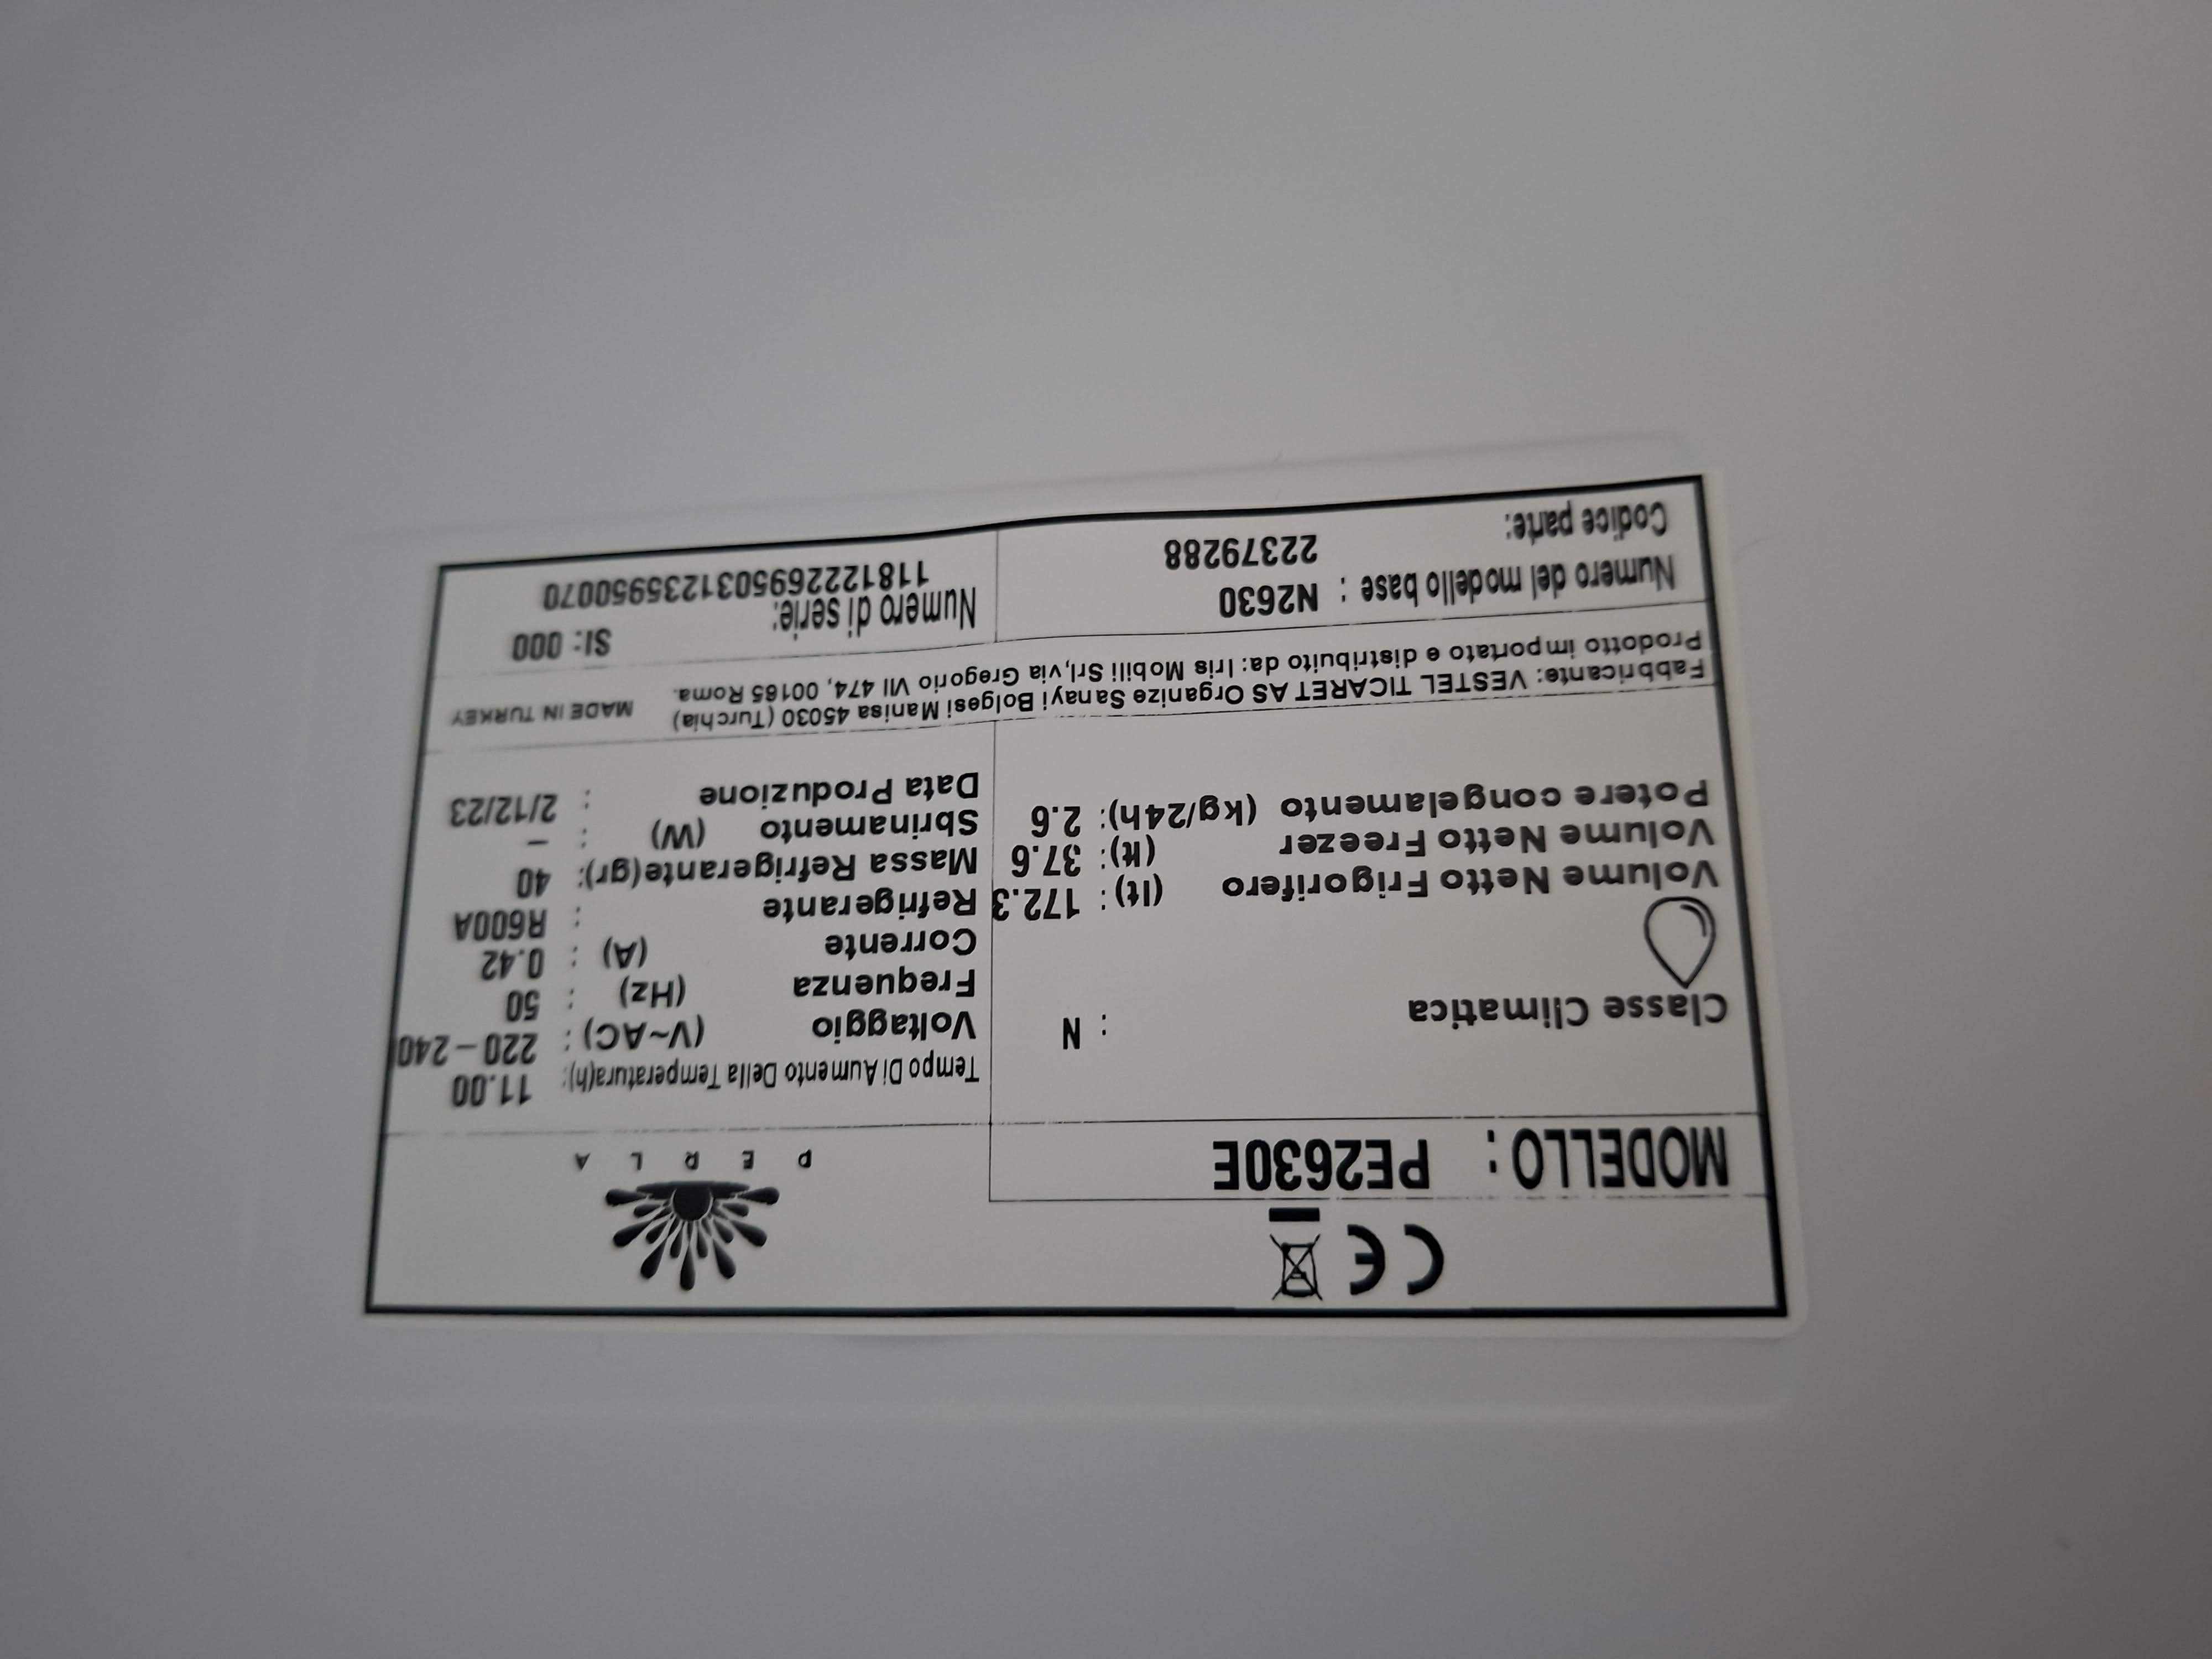 CE
MODELLO: PE2630E
PERLA
Classe Climatica : N
Volume Netto Frigorifero (lt): 172.3
Volume Netto Freezer (lt): 37.6
Potere congelamento (kg/24h): 2.6
Tempo Di Aumento Della Temperatura(h): 11.00
Voltaggio (V~AC): 220-240
Frequenza (Hz) : 50
Corrente (A) : 0.42
Refrigerante : R600A
Massa Refrigerante(gr): 40
Sbrinamento (W) : -
Data Produzione : 2/12/23
Fabbricante: VESTEL TICARET AS Organize Sanayi Bolgesi Manisa 45030 (Turchia) MADE IN TURKEY
Prodotto importato e distribuito da: Iris Mobili Srl,via Gregorio VII 474, 00165 Roma.
Numero del modello base : N2630
Codice parte: 22379288
SI: 000
Numero di serie:
1181222695031235950070